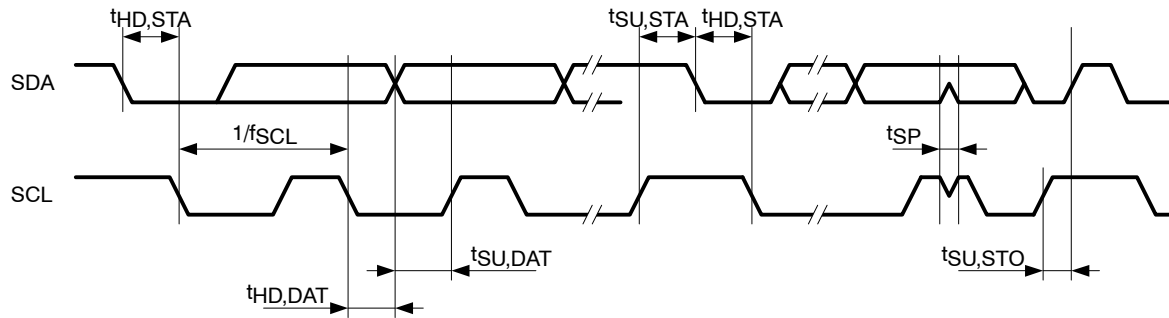 tHD,STA tSU,STA tHD,STA
SDA
1/fSCL tSP
SCL
tSU,DAT tSU,STO
tHD,DAT